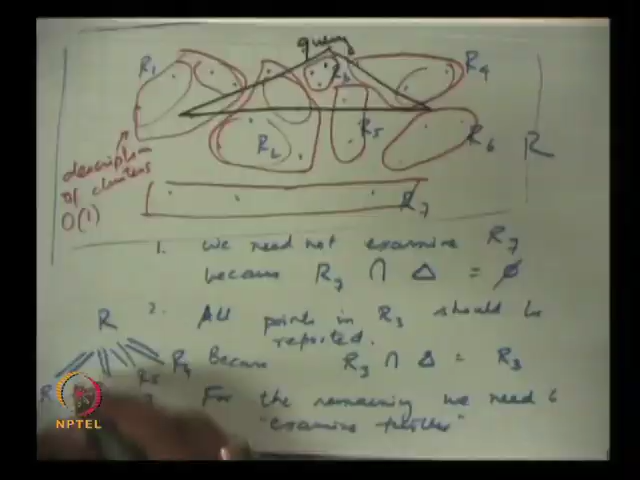 query
R1
R3
R4
R2
R5
R6
R
description
of clusters
O(1)
R7
1. We need not examine R7
because R7 ∩ Δ = ø
2. All points in R3 should be
reported.
Because R3 ∩ Δ = R3
R
R5
For the remaining we need
"examine further"
NPTEL